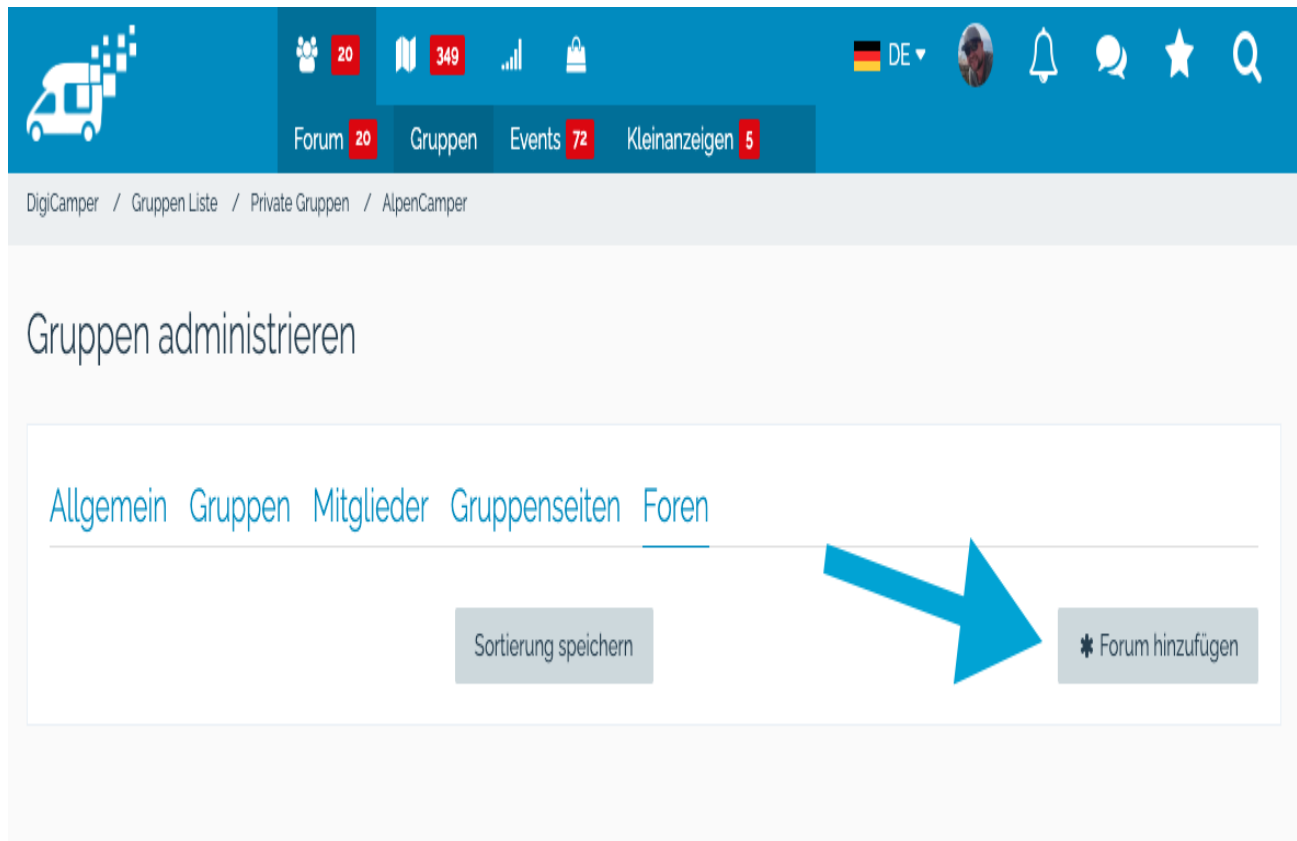 20 349 DE
Forum 20 Gruppen Events 72 Kleinanzeigen 5
DigiCamper / Gruppen Liste / Private Gruppen / AlpenCamper
Gruppen administrieren
Allgemein Gruppen Mitglieder Gruppenseiten Foren
Sortierung speichern ✱ Forum hinzufügen